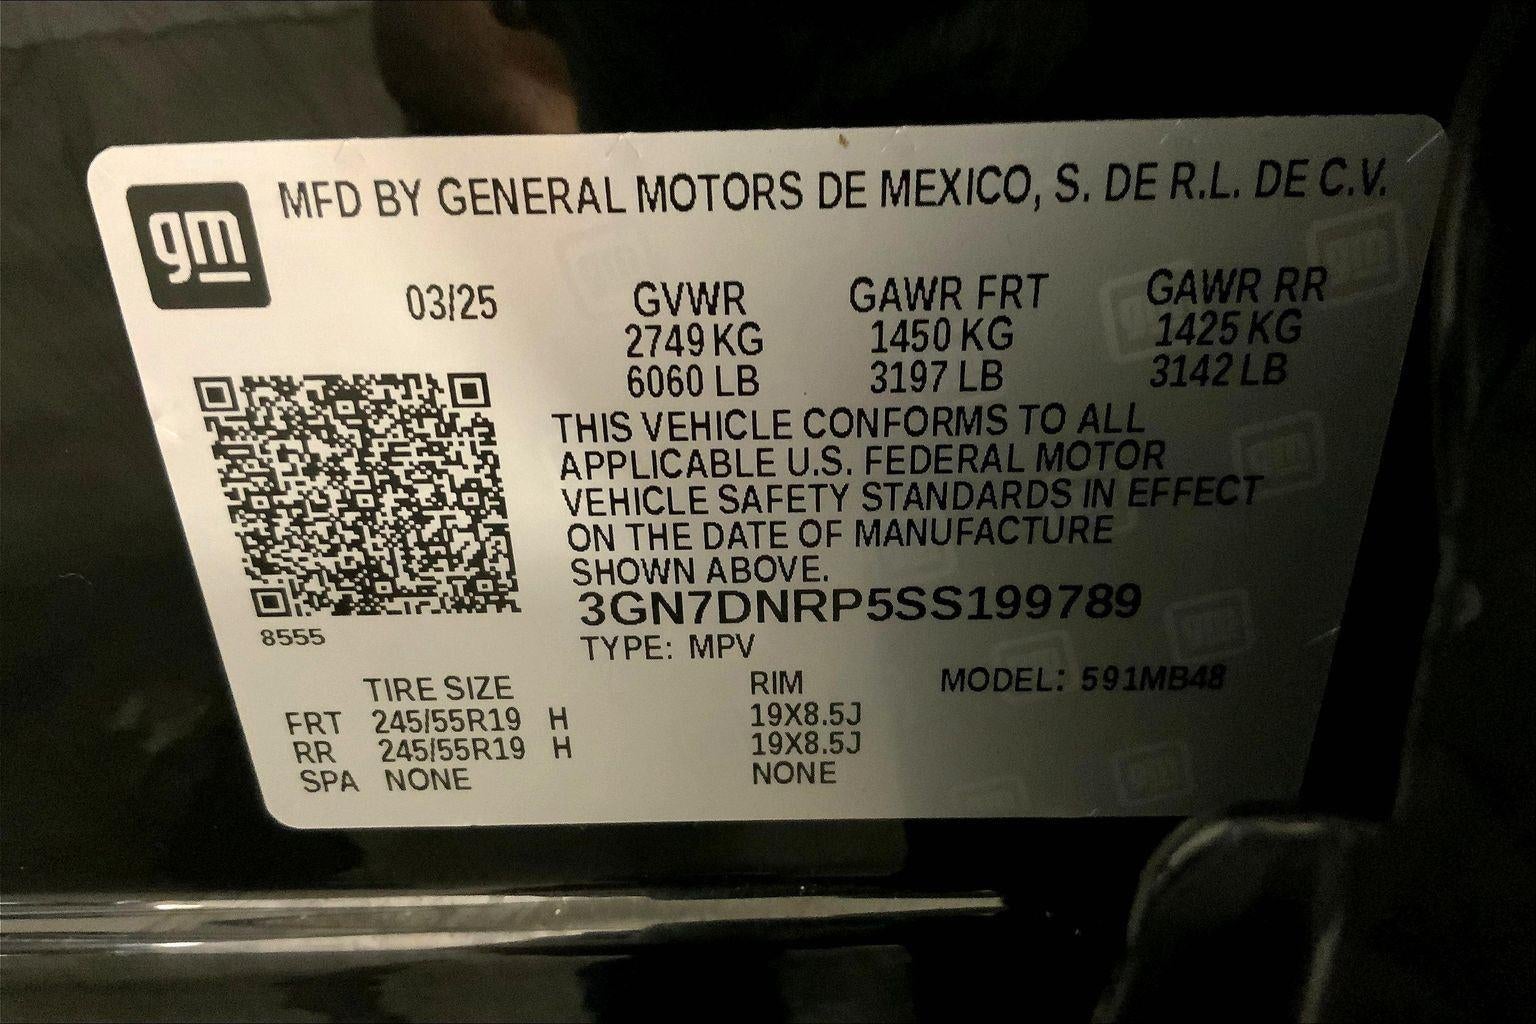 gm
MFD BY GENERAL MOTORS DE MEXICO, S. DE R.L. DE C.V.
03/25 GVWR GAWR FRT GAWR RR
2749 KG 1450 KG 1425 KG
6060 LB 3197 LB 3142 LB
THIS VEHICLE CONFORMS TO ALL
APPLICABLE U.S. FEDERAL MOTOR
VEHICLE SAFETY STANDARDS IN EFFECT
ON THE DATE OF MANUFACTURE
SHOWN ABOVE.
3GN7DNRP5SS199789
8555
TYPE: MPV
TIRE SIZE RIM MODEL: 591MB48
FRT 245/55R19 H 19X8.5J
RR 245/55R19 H 19X8.5J
SPA NONE NONE